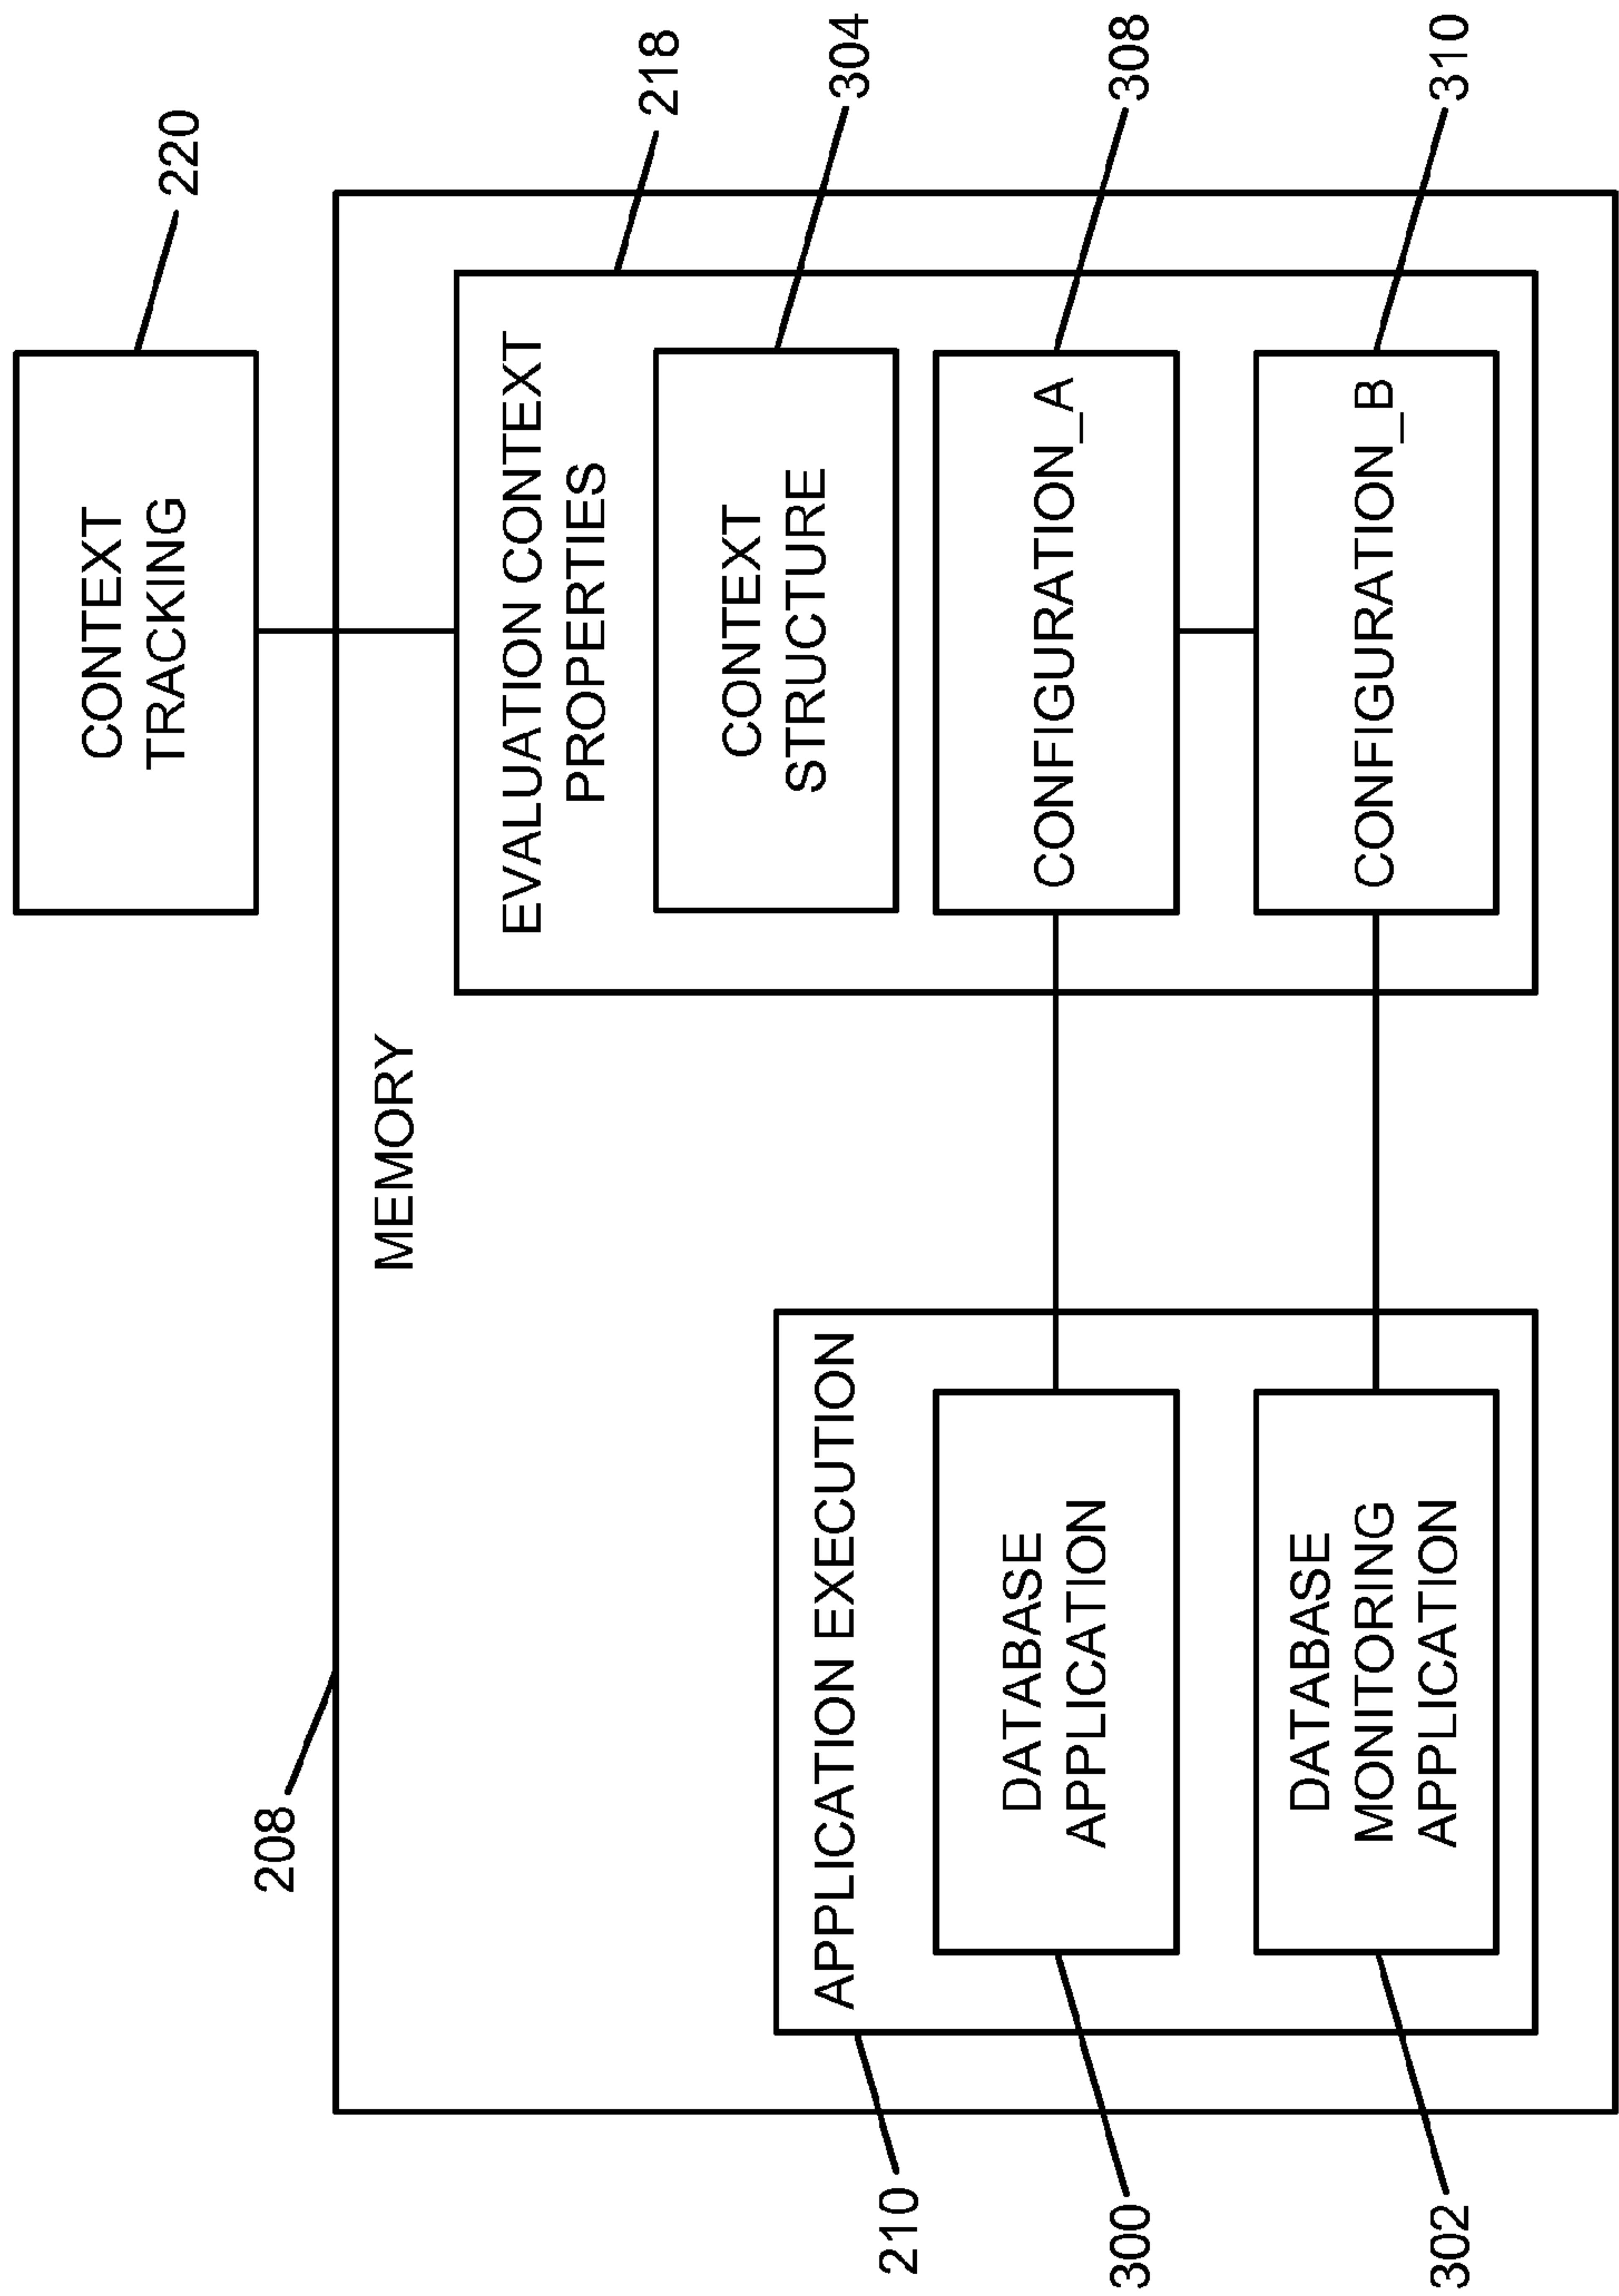 CONTEXT
TRACKING
220
208
MEMORY
218
EVALUATION CONTEXT
PROPERTIES
304
CONTEXT
STRUCTURE
210
APPLICATION EXECUTION
300
DATABASE
APPLICATION
CONFIGURATION_A
308
302
DATABASE
MONITORING
APPLICATION
CONFIGURATION_B
310